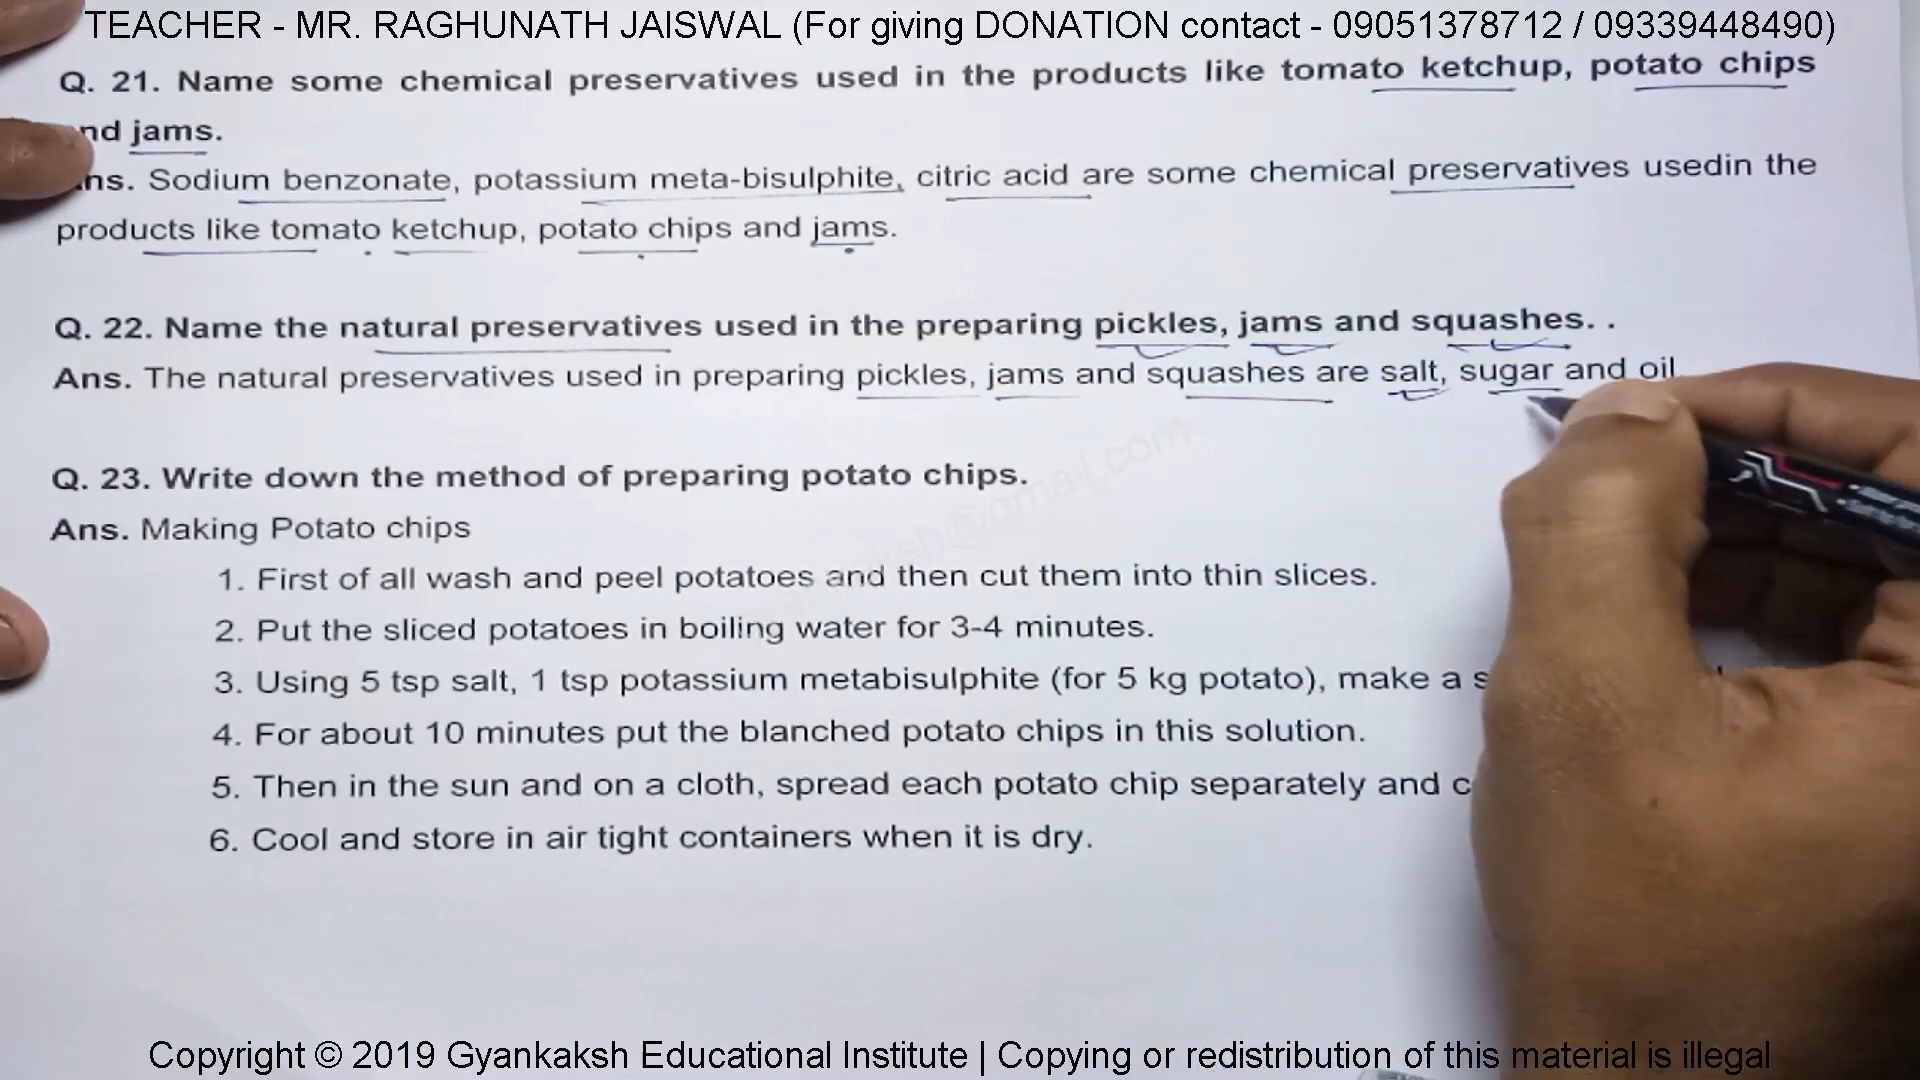 TEACHER - MR. RAGHUNATH JAISWAL (For giving DONATION contact - 09051378712 / 09339448490)
Q. 21. Name some chemical preservatives used in the products like tomato ketchup, potato chips
nd jams.
ns. Sodium benzonate, potassium meta-bisulphite, citric acid are some chemical preservatives usedin the
products like tomato ketchup, potato chips and jams.
Q. 22. Name the natural preservatives used in the preparing pickles, jams and squashes. .
Ans. The natural preservatives used in preparing pickles, jams and squashes are salt, sugar and oil.
Q. 23. Write down the method of preparing potato chips.
Ans. Making Potato chips
1. First of all wash and peel potatoes and then cut them into thin slices.
2. Put the sliced potatoes in boiling water for 3-4 minutes.
3. Using 5 tsp salt, 1 tsp potassium metabisulphite (for 5 kg potato), make a
4. For about 10 minutes put the blanched potato chips in this solution.
5. Then in the sun and on a cloth, spread each potato chip separately and
6. Cool and store in air tight containers when it is dry.
Copyright © 2019 Gyankaksh Educational Institute | Copying or redistribution of this material is illegal